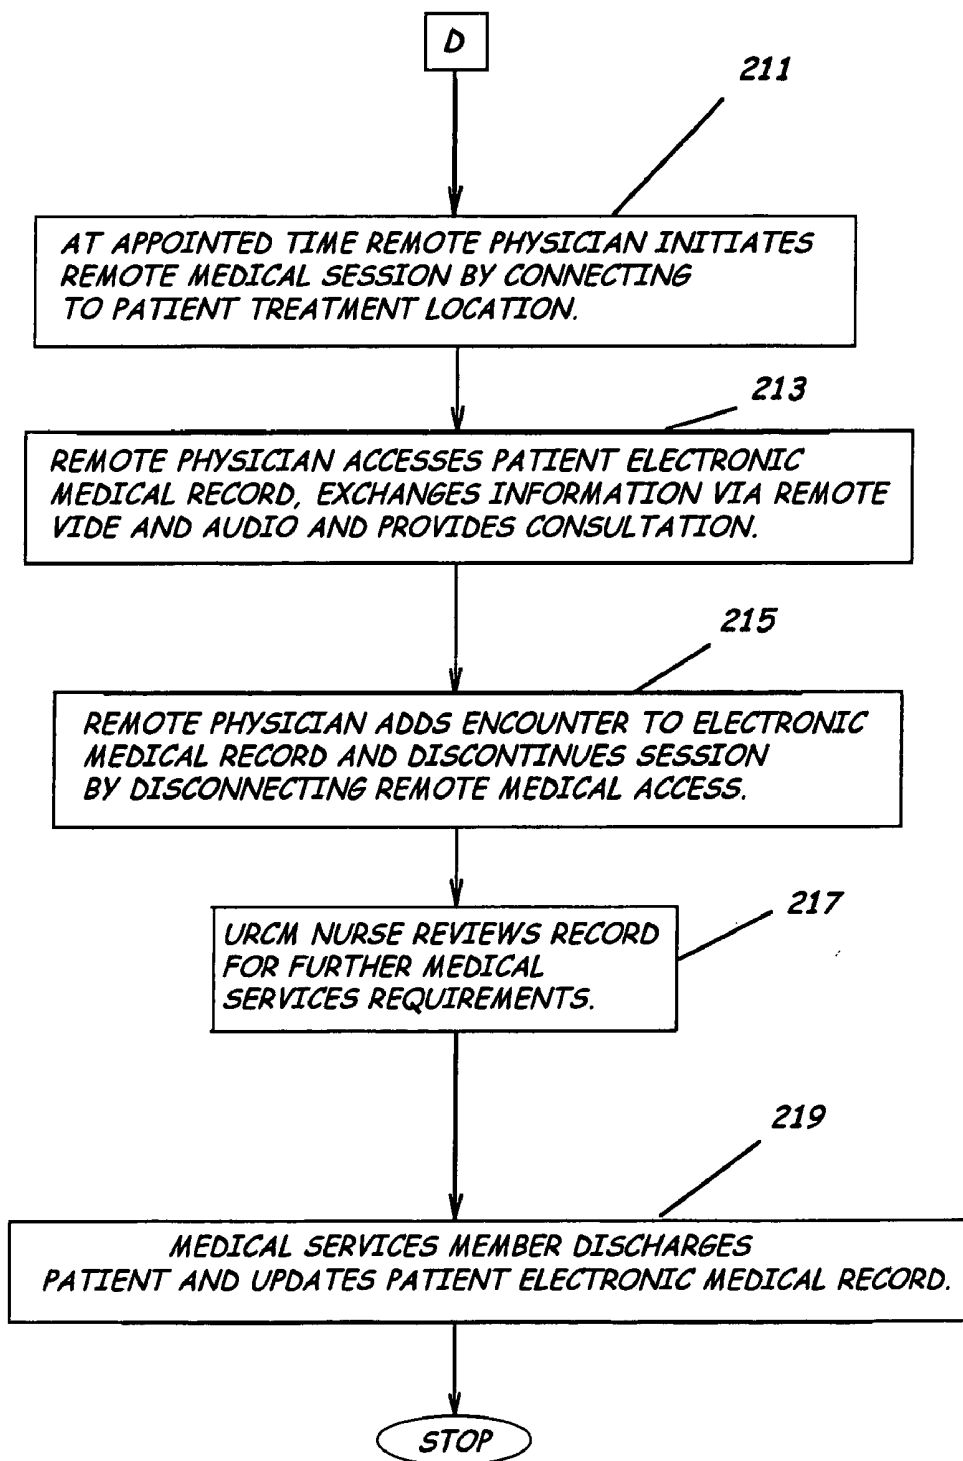 D
211
AT APPOINTED TIME REMOTE PHYSICIAN INITIATES
REMOTE MEDICAL SESSION BY CONNECTING
TO PATIENT TREATMENT LOCATION.
213
REMOTE PHYSICIAN ACCESSES PATIENT ELECTRONIC
MEDICAL RECORD, EXCHANGES INFORMATION VIA REMOTE
VIDE AND AUDIO AND PROVIDES CONSULTATION.
215
REMOTE PHYSICIAN ADDS ENCOUNTER TO ELECTRONIC
MEDICAL RECORD AND DISCONTINUES SESSION
BY DISCONNECTING REMOTE MEDICAL ACCESS.
217
URCM NURSE REVIEWS RECORD
FOR FURTHER MEDICAL
SERVICES REQUIREMENTS.
219
MEDICAL SERVICES MEMBER DISCHARGES
PATIENT AND UPDATES PATIENT ELECTRONIC MEDICAL RECORD.
STOP